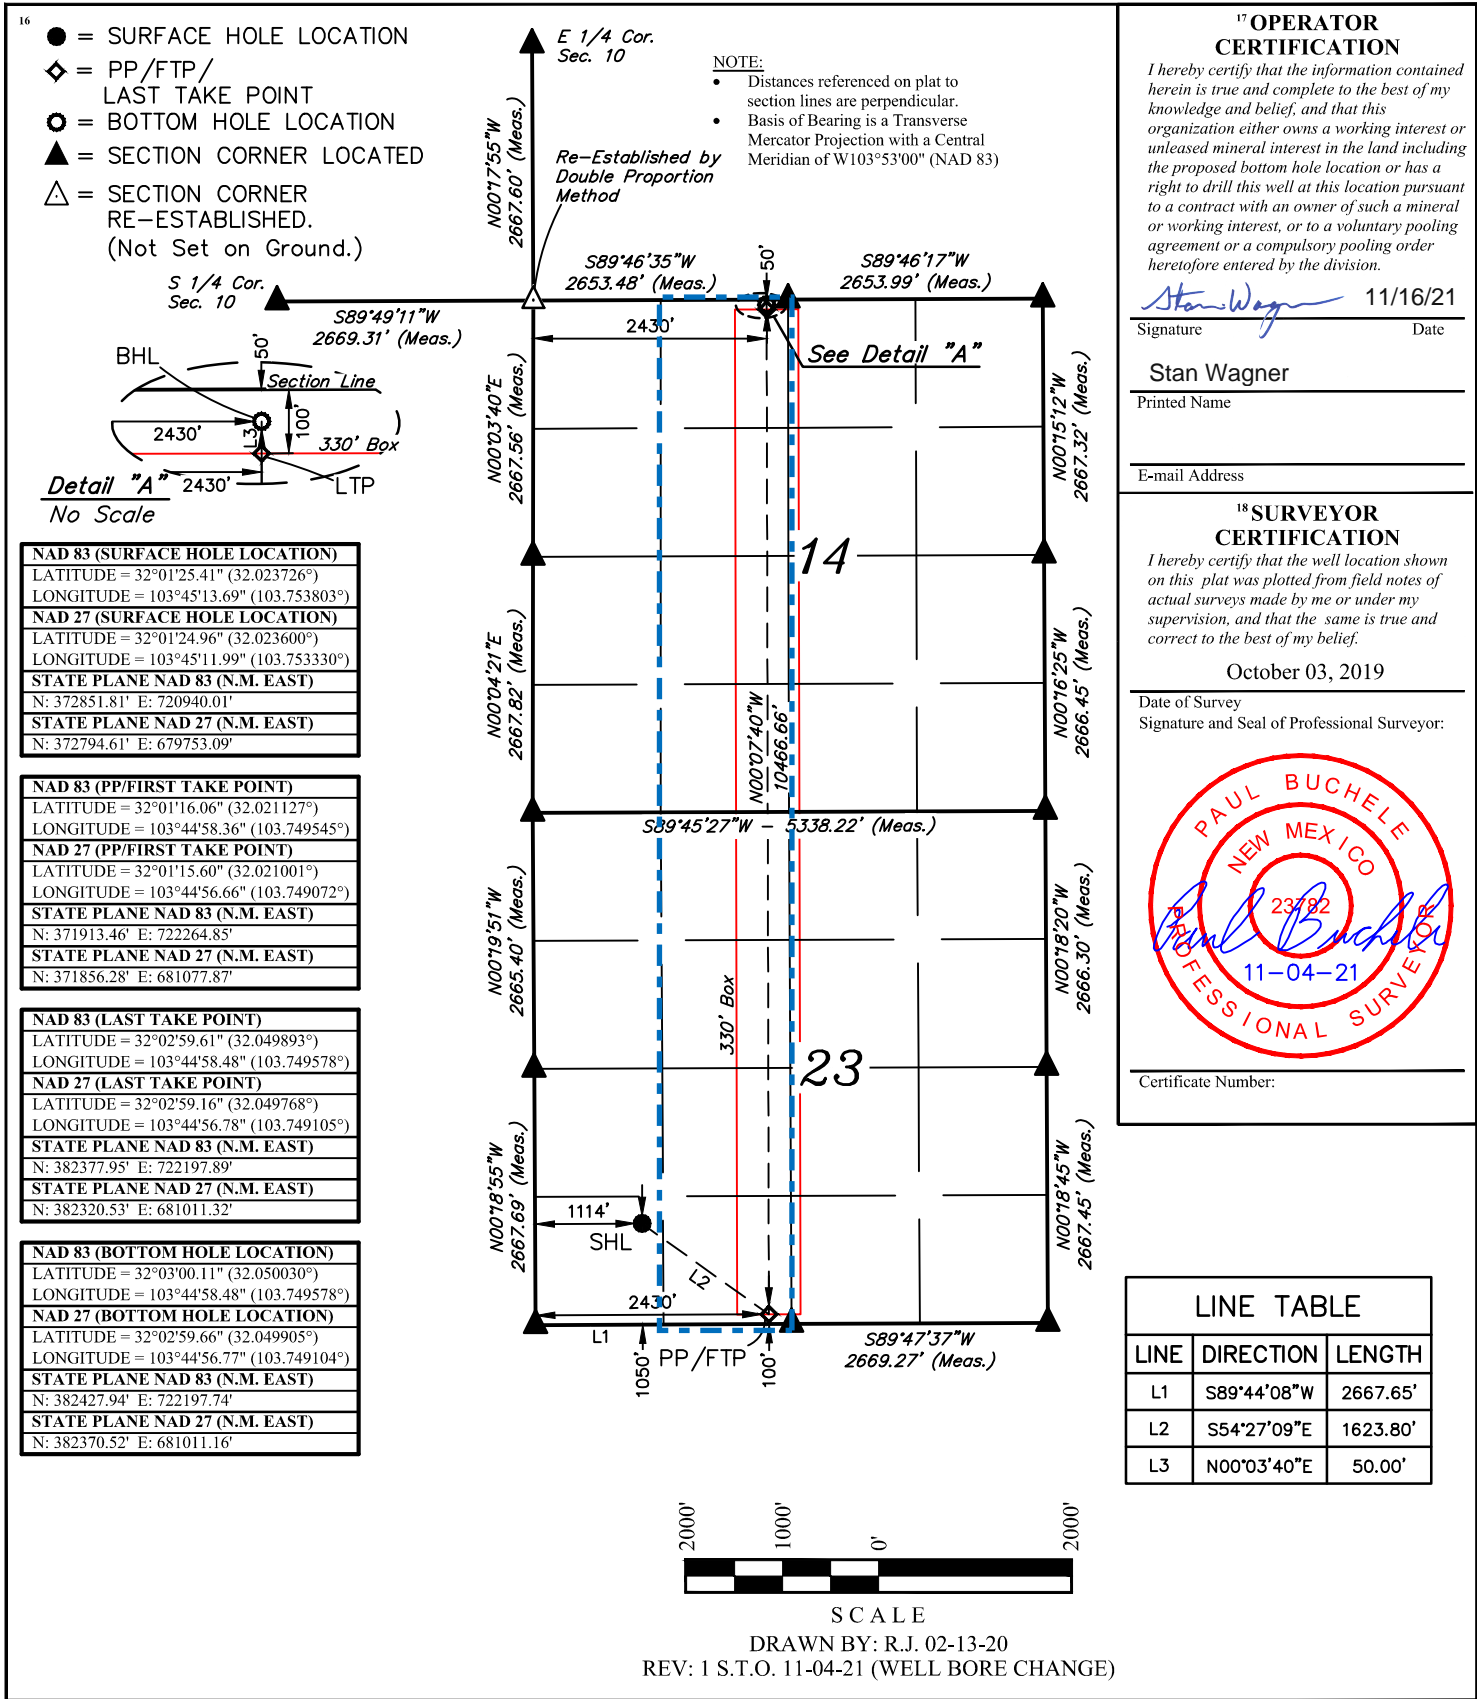 16
● = SURFACE HOLE LOCATION
◇ = PP/FTP/
LAST TAKE POINT
O = BOTTOM HOLE LOCATION
▲ = SECTION CORNER LOCATED
△ = SECTION CORNER
RE-ESTABLISHED.
(Not Set on Ground.)
S 1/4 Cor.
Sec. 10
S89°49'11"W
2669.31' (Meas.)
E 1/4 Cor.
Sec. 10
N00°17'55"W
2667.60' (Meas.)
Re-Established by
Double Proportion
Method
NOTE:
• Distances referenced on plat to
section lines are perpendicular.
• Basis of Bearing is a Transverse
Mercator Projection with a Central
Meridian of W103°53'00" (NAD 83)
S89°46'35"W
2653.48' (Meas.)
50'
S89°46'17"W
2653.99' (Meas.)
2430'
See Detail "A"
BHL
50'
Section Line
2430'
L3
100'
330' Box
Detail "A"
2430'
LTP
No Scale
N00°03'40"E
2667.56' (Meas.)
N00°15'12"W
2667.32' (Meas.)
14
N00°04'21"E
2667.82' (Meas.)
N00°16'25"W
2666.45' (Meas.)
N00°07'40"W
10466.66'
S89°45'27"W - 5338.22' (Meas.)
N00°19'51"W
2665.40' (Meas.)
N00°18'20"W
2666.30' (Meas.)
330' Box
23
N00°18'55"W
2667.69' (Meas.)
N00°18'45"W
2667.45' (Meas.)
1114'
SHL
L2
2430'
L1
1050'
PP/FTP
100'
S89°47'37"W
2669.27' (Meas.)
NAD 83 (SURFACE HOLE LOCATION)
LATITUDE = 32°01'25.41" (32.023726°)
LONGITUDE = 103°45'13.69" (103.753803°)
NAD 27 (SURFACE HOLE LOCATION)
LATITUDE = 32°01'24.96" (32.023600°)
LONGITUDE = 103°45'11.99" (103.753330°)
STATE PLANE NAD 83 (N.M. EAST)
N: 372851.81' E: 720940.01'
STATE PLANE NAD 27 (N.M. EAST)
N: 372794.61' E: 679753.09'
NAD 83 (PP/FIRST TAKE POINT)
LATITUDE = 32°01'16.06" (32.021127°)
LONGITUDE = 103°44'58.36" (103.749545°)
NAD 27 (PP/FIRST TAKE POINT)
LATITUDE = 32°01'15.60" (32.021001°)
LONGITUDE = 103°44'56.66" (103.749072°)
STATE PLANE NAD 83 (N.M. EAST)
N: 371913.46' E: 722264.85'
STATE PLANE NAD 27 (N.M. EAST)
N: 371856.28' E: 681077.87'
NAD 83 (LAST TAKE POINT)
LATITUDE = 32°02'59.61" (32.049893°)
LONGITUDE = 103°44'58.48" (103.749578°)
NAD 27 (LAST TAKE POINT)
LATITUDE = 32°02'59.16" (32.049768°)
LONGITUDE = 103°44'56.78" (103.749105°)
STATE PLANE NAD 83 (N.M. EAST)
N: 382377.95' E: 722197.89'
STATE PLANE NAD 27 (N.M. EAST)
N: 382320.53' E: 681011.32'
NAD 83 (BOTTOM HOLE LOCATION)
LATITUDE = 32°03'00.11" (32.050030°)
LONGITUDE = 103°44'58.48" (103.749578°)
NAD 27 (BOTTOM HOLE LOCATION)
LATITUDE = 32°02'59.66" (32.049905°)
LONGITUDE = 103°44'56.77" (103.749104°)
STATE PLANE NAD 83 (N.M. EAST)
N: 382427.94' E: 722197.74'
STATE PLANE NAD 27 (N.M. EAST)
N: 382370.52' E: 681011.16'
17 OPERATOR
CERTIFICATION
I hereby certify that the information contained
herein is true and complete to the best of my
knowledge and belief, and that this
organization either owns a working interest or
unleased mineral interest in the land including
the proposed bottom hole location or has a
right to drill this well at this location pursuant
to a contract with an owner of such a mineral
or working interest, or to a voluntary pooling
agreement or a compulsory pooling order
heretofore entered by the division.
Stan Wagner 11/16/21
Signature Date
Stan Wagner
Printed Name
E-mail Address
18 SURVEYOR
CERTIFICATION
I hereby certify that the well location shown
on this plat was plotted from field notes of
actual surveys made by me or under my
supervision, and that the same is true and
correct to the best of my belief.
October 03, 2019
Date of Survey
Signature and Seal of Professional Surveyor:
PAUL BUCHELE
NEW MEXICO
23782
Paul Buchele
11-04-21
PROFESSIONAL SURVEYOR
Certificate Number:
LINE TABLE
LINE DIRECTION LENGTH
L1 S89°44'08"W 2667.65'
L2 S54°27'09"E 1623.80'
L3 N00°03'40"E 50.00'
2000' 1000' 0' 2000'
SCALE
DRAWN BY: R.J. 02-13-20
REV: 1 S.T.O. 11-04-21 (WELL BORE CHANGE)